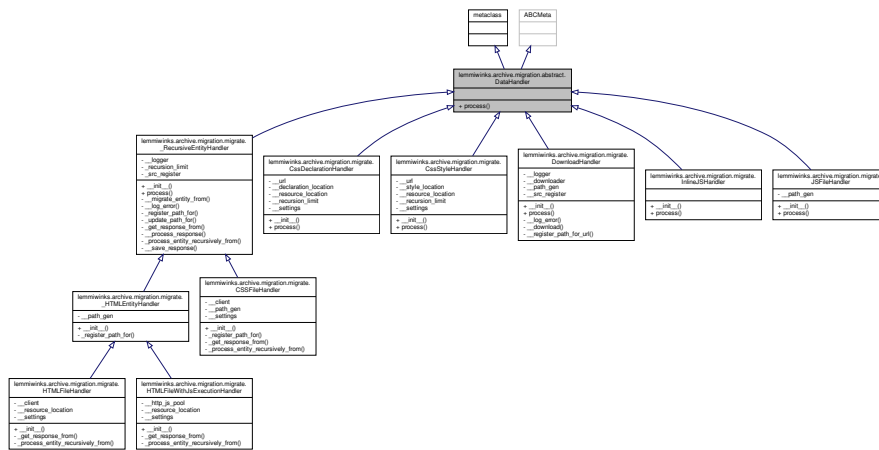 metaclass
ABCMeta
lemmiwinks.archive.migration.abstract.
DataHandler
+ process()
lemmiwinks.archive.migration.migrate.
_RecursiveEntityHandler
- __logger
- _recursion_limit
- _src_register
+ __init__()
+ process()
- __migrate_entity_from()
- __log_error()
- _register_path_for()
- _update_path_for()
- _get_response_from()
- __process_response()
- _process_entity_recursively_from()
- __save_response()
lemmiwinks.archive.migration.migrate.
CssDeclarationHandler
- __url
- __declaration_location
- __resource_location
- __recursion_limit
- __settings
+ __init__()
+ process()
lemmiwinks.archive.migration.migrate.
CssStyleHandler
- __url
- __style_location
- __resource_location
- __recursion_limit
- __settings
+ __init__()
+ process()
lemmiwinks.archive.migration.migrate.
DownloadHandler
- __logger
- __downloader
- __path_gen
- __src_register
+ __init__()
+ process()
- __log_error()
- __download()
- __register_path_for_url()
lemmiwinks.archive.migration.migrate.
InlineJSHandler
+ __init__()
+ process()
lemmiwinks.archive.migration.migrate.
JSFileHandler
- __path_gen
+ __init__()
+ process()
lemmiwinks.archive.migration.migrate.
_HTMLEntityHandler
- __path_gen
+ __init__()
- _register_path_for()
lemmiwinks.archive.migration.migrate.
CSSFileHandler
- __client
- __path_gen
- __settings
+ __init__()
- _register_path_for()
- _get_response_from()
- _process_entity_recursively_from()
lemmiwinks.archive.migration.migrate.
HTMLFileHandler
- __client
- __resource_location
- __settings
+ __init__()
- _get_response_from()
- _process_entity_recursively_from()
lemmiwinks.archive.migration.migrate.
HTMLFileWithJsExecutionHandler
- __http_js_pool
- __resource_location
- __settings
+ __init__()
- _get_response_from()
- _process_entity_recursively_from()